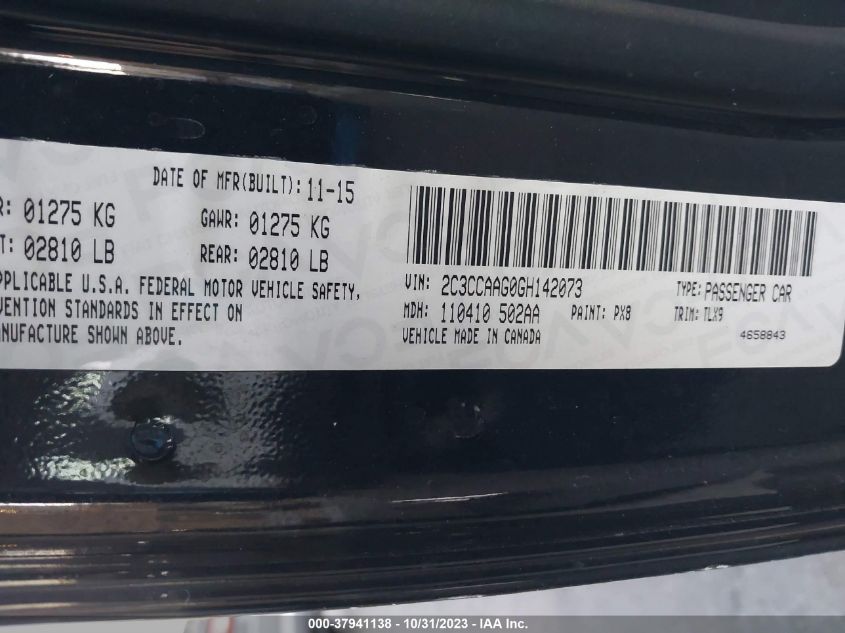 DATE OF MFR(BUILT): 11-15
R: 01275 KG GAWR: 01275 KG
T: 02810 LB REAR: 02810 LB
PPLICABLE U.S.A. FEDERAL MOTOR VEHICLE SAFETY,
VENTION STANDARDS IN EFFECT ON
MANUFACTURE SHOWN ABOVE.
VIN: 2C3CCAAG0GH142073 TYPE: PASSENGER CAR
MDH: 110410 502AA PAINT: PX8 TRIM: TLX9
VEHICLE MADE IN CANADA 4658843
000-37941138 - 10/31/2023 - IAA Inc.